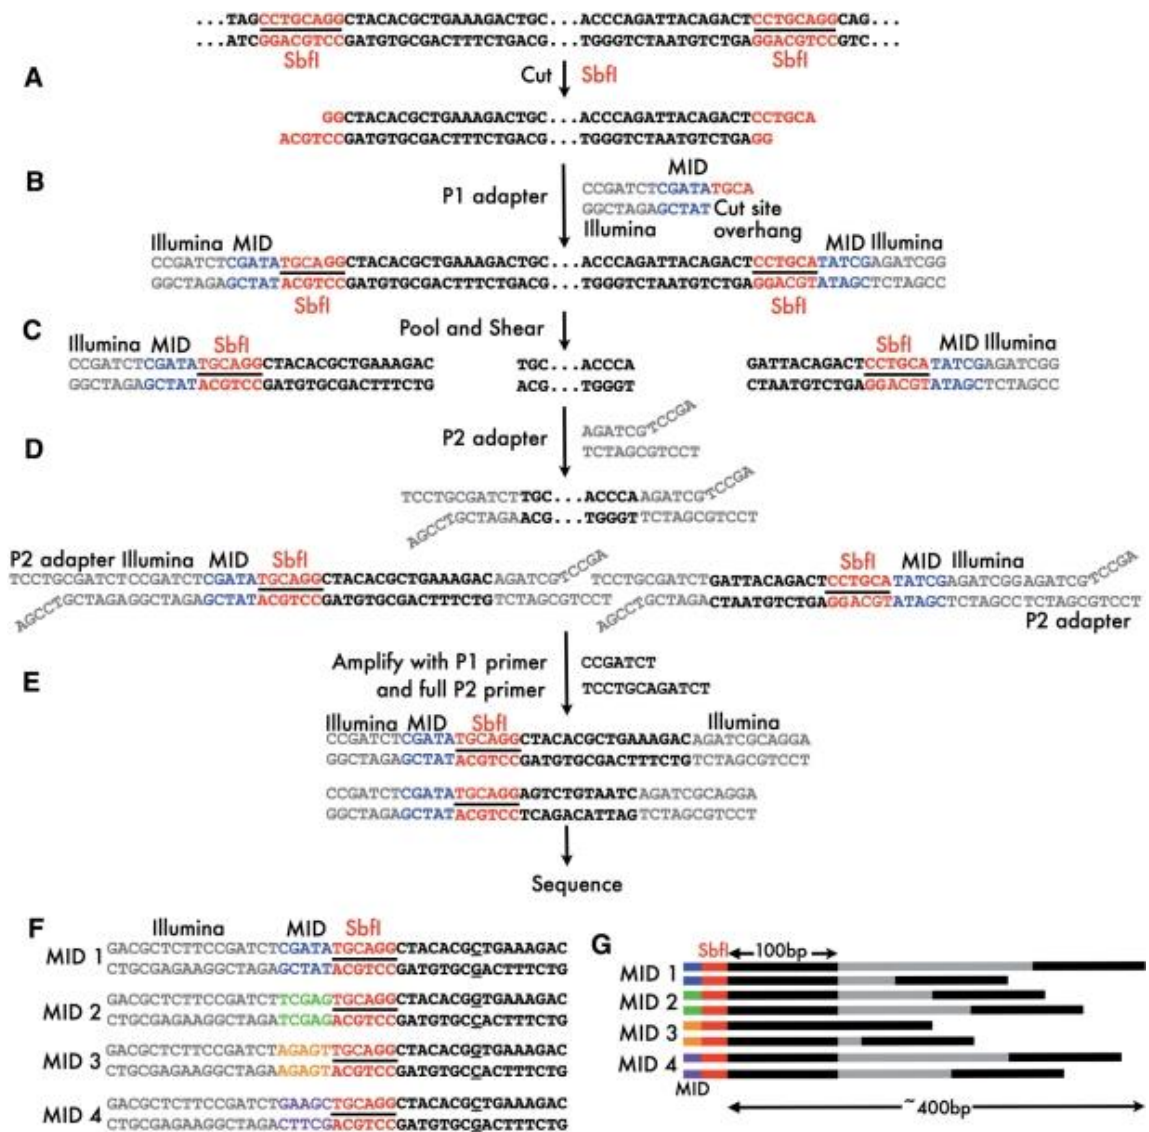 ...TAGCCTGCAGGCTACACGCTGAAAGACTGC...ACCCAGATTACAGACTCCTGCAGGCAG...
...ATCGGACGTCCGATGTGCGACTTTCTGACG...TGGGTCTAATGTCTGAGGACGTCCGTC...
SbfI SbfI
A Cut SbfI
GGCTACACGCTGAAAGACTGC...ACCCAGATTACAGACTCCTGCA
ACGTCCGATGTGCGACTTTCTGACG...TGGGTCTAATGTCTGAGG
B P1 adapter MID
CCGATCTCGATATGCA
GGCTAGAGCTAT Cut site
Illumina overhang
Illumina MID MID Illumina
CCGATCTCGATATGCAGGCTACACGCTGAAAGACTGC...ACCCAGATTACAGACTCCTGCATATCGAGATCGG
GGCTAGAGCTATACGTCCGATGTGCGACTTTCTGACG...TGGGTCTAATGTCTGAGGACGTATAGCTCTAGCC
SbfI SbfI
C Pool and Shear
Illumina MID SbfI SbfI MID Illumina
CCGATCTCGATATGCAGGCTACACGCTGAAAGAC TGC...ACCCA GATTACAGACTCCTGCATATCGAGATCGG
GGCTAGAGCTATACGTCCGATGTGCGACTTTCTG ACG...TGGGT CTAATGTCTGAGGACGTATAGCTCTAGCC
D P2 adapter
AGATCGTCCGA
TCTAGCGTCCT
TCCTGCGATCTTGC...ACCCAAGATCGTCCGA
AGCCTGCTAGAACG...TGGGTTCTAGCGTCCT
P2 adapter Illumina MID SbfI SbfI MID Illumina
TCCTGCGATCTCCGATCTCGATATGCAGGCTACACGCTGAAAGACAGATCGTCCGA TCCTGCGATCTGATTACAGACTCCTGCATATCGAGATCGGAGATCGTCCGA
AGCCTGCTAGAGGCTAGAGCTATACGTCCGATGTGCGACTTTCTGTCTAGCGTCCT AGCCTGCTAGACTAATGTCTGAGGACGTATAGCTCTAGCCTCTAGCGTCCT
P2 adapter
E Amplify with P1 primer CCGATCT
and full P2 primer TCCTGCAGATCT
Illumina MID SbfI Illumina
CCGATCTCGATATGCAGGCTACACGCTGAAAGACAGATCGCAGGA
GGCTAGAGCTATACGTCCGATGTGCGACTTTCTGTCTAGCGTCCT
CCGATCTCGATATGCAGGAGTCTGTAATCAGATCGCAGGA
GGCTAGAGCTATACGTCCTCAGACATTAGTCTAGCGTCCT
Sequence
F Illumina MID SbfI
MID 1
GACGCTCTTCCGATCTCGATATGCAGGCTACACGCTGAAAGAC
CTGCGAGAAGGCTAGAGCTATACGTCCGATGTGCGACTTTCTG
MID 2
GACGCTCTTCCGATCTTCGAGTGCAGGCTACACGGTGAAAGAC
CTGCGAGAAGGCTAGATCGAGACGTCCGATGTGCCACTTTCTG
MID 3
GACGCTCTTCCGATCTAGAGTTGCAGGCTACACGGTGAAAGAC
CTGCGAGAAGGCTAGAAGAGTACGTCCGATGTGCCACTTTCTG
MID 4
GACGCTCTTCCGATCTGAAGCTGCAGGCTACACGCTGAAAGAC
CTGCGAGAAGGCTAGACTTCGACGTCCGATGTGCGACTTTCTG
G SbfI 100bp
MID 1
MID 2
MID 3
MID 4
MID
~400bp